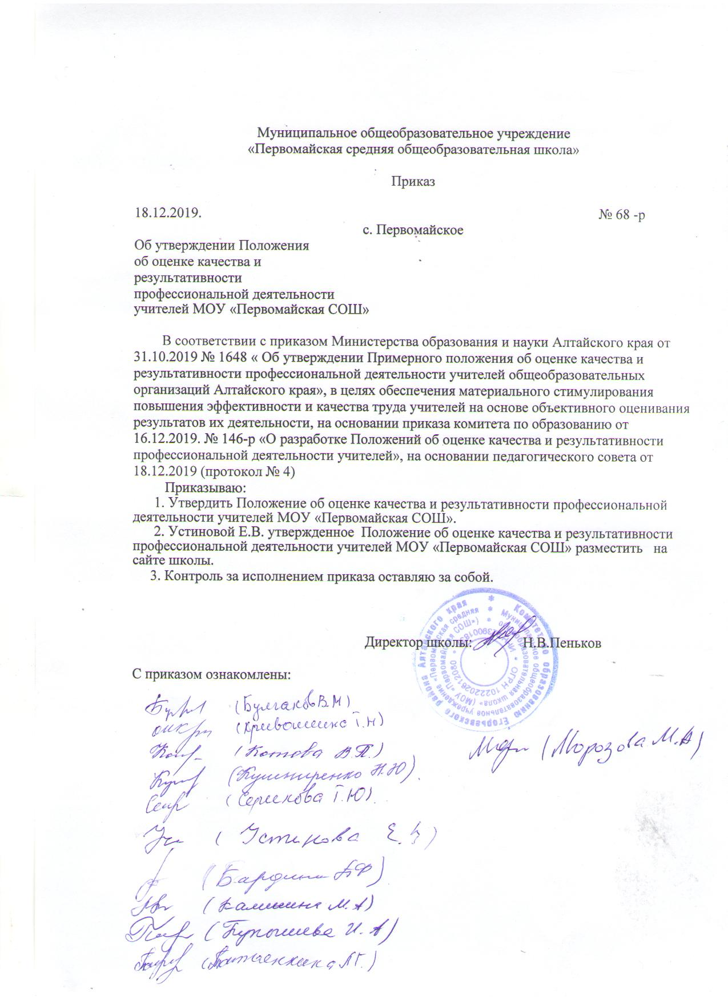 Муниципальное общеобразовательное учреждение
«Первомайская средняя общеобразовательная школа»
Приказ
18.12.2019. № 68 -р
с. Первомайское
Об утверждении Положения
об оценке качества и
результативности
профессиональной деятельности
учителей МОУ «Первомайская СОШ»
В соответствии с приказом Министерства образования и науки Алтайского края от
31.10.2019 № 1648 « Об утверждении Примерного положения об оценке качества и
результативности профессиональной деятельности учителей общеобразовательных
организаций Алтайского края», в целях обеспечения материального стимулирования
повышения эффективности и качества труда учителей на основе объективного оценивания
результатов их деятельности, на основании приказа комитета по образованию от
16.12.2019. № 146-р «О разработке Положений об оценке качества и результативности
профессиональной деятельности учителей», на основании педагогического совета от
18.12.2019 (протокол № 4)
Приказываю:
1. Утвердить Положение об оценке качества и результативности профессиональной
деятельности учителей МОУ «Первомайская СОШ».
2. Устиновой Е.В. утвержденное Положение об оценке качества и результативности
профессиональной деятельности учителей МОУ «Первомайская СОШ» разместить на
сайте школы.
3. Контроль за исполнением приказа оставляю за собой.
Комитет по образованию Егорьевского района Алтайского края
Муниципальное общеобразовательное учреждение «Первомайская средняя
общеобразовательная школа» (МОУ «Первомайская СОШ»)
ОГРН 1022202612080
Директор школы: Н.В.Пеньков
С приказом ознакомлены:
(Булгаков В.М)
(Кривошенко Т.Н)
(Котова В.П.)
(Морозова М.А)
(Кушниренко Н.Ю)
(Серикова Т.Ю)
(Устинова Е.В)
(Калинина М.А)
И.А)